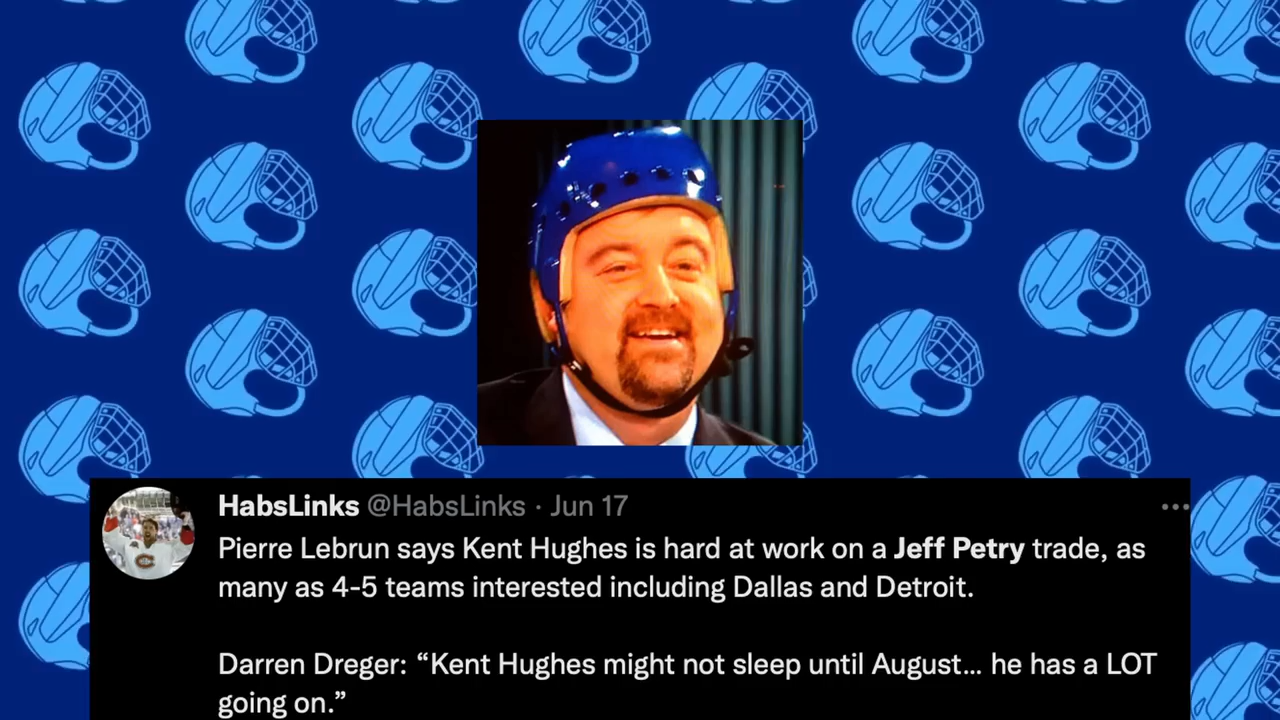 HabsLinks @HabsLinks · Jun 17
Pierre Lebrun says Kent Hughes is hard at work on a Jeff Petry trade, as
many as 4-5 teams interested including Dallas and Detroit.
Darren Dreger: “Kent Hughes might not sleep until August... he has a LOT
going on.”